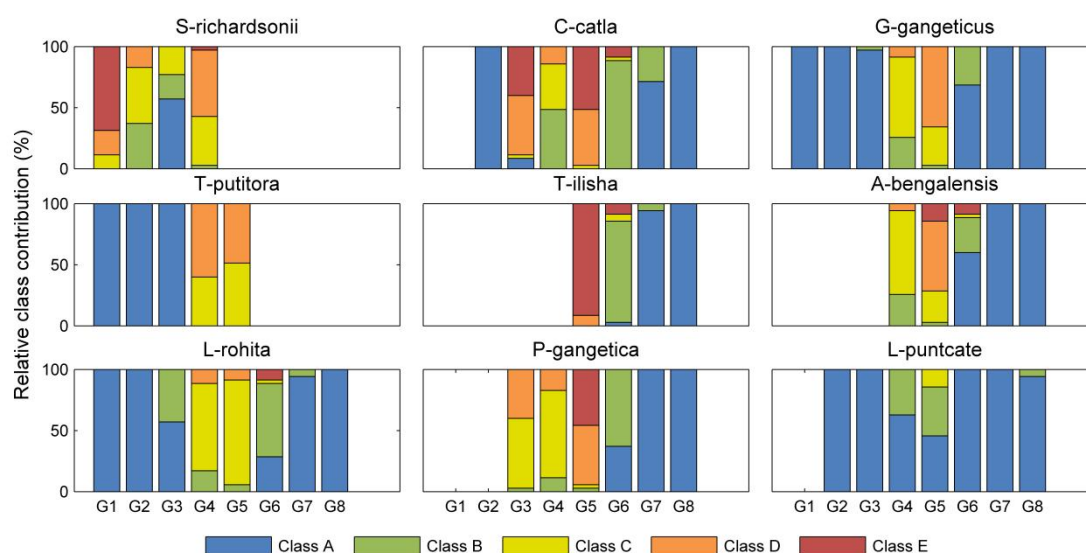 S-richardsonii C-catla G-gangeticus
100
50
0
T-putitora T-ilisha A-bengalensis
100
50
0
L-rohita P-gangetica L-puntcate
100
50
0
Relative class contribution (%)
G1 G2 G3 G4 G5 G6 G7 G8 G1 G2 G3 G4 G5 G6 G7 G8 G1 G2 G3 G4 G5 G6 G7 G8
Class A Class B Class C Class D Class E